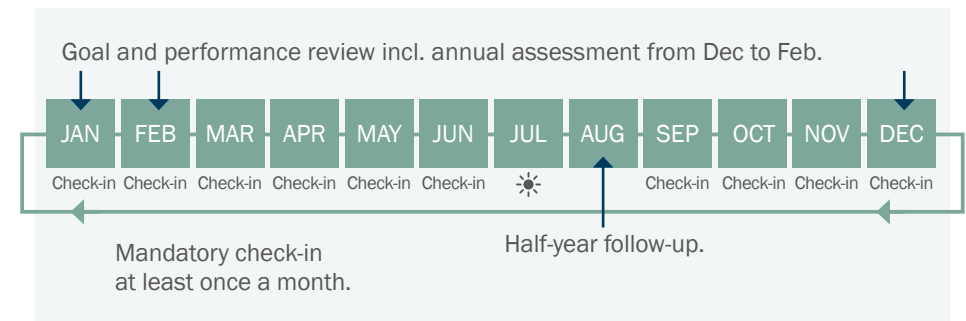 Goal and performance review incl. annual assessment from Dec to Feb.
JAN FEB MAR APR MAY JUN JUL AUG SEP OCT NOV DEC
Check-in Check-in Check-in Check-in Check-in Check-in Check-in Check-in Check-in Check-in
Mandatory check-in
at least once a month.
Half-year follow-up.